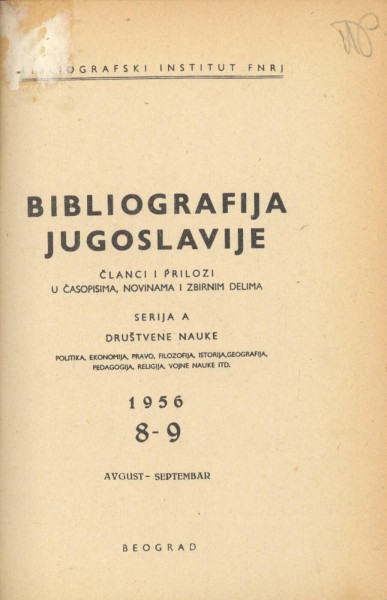 BIBLIOGRAFSKI INSTITUT FNRJ
BIBLIOGRAFIJA
JUGOSLAVIJE
ČLANCI I PRILOZI
U ČASOPISIMA, NOVINAMA I ZBIRNIM DELIMA
SERIJA A
DRUŠTVENE NAUKE
POLITIKA, EKONOMIJA, PRAVO, FILOZOFIJA, ISTORIJA,GEOGRAFIJA,
PEDAGOGIJA, RELIGIJA, VOJNE NAUKE ITD.
1956
8-9
AVGUST- SEPTEMBAR
BEOGRAD